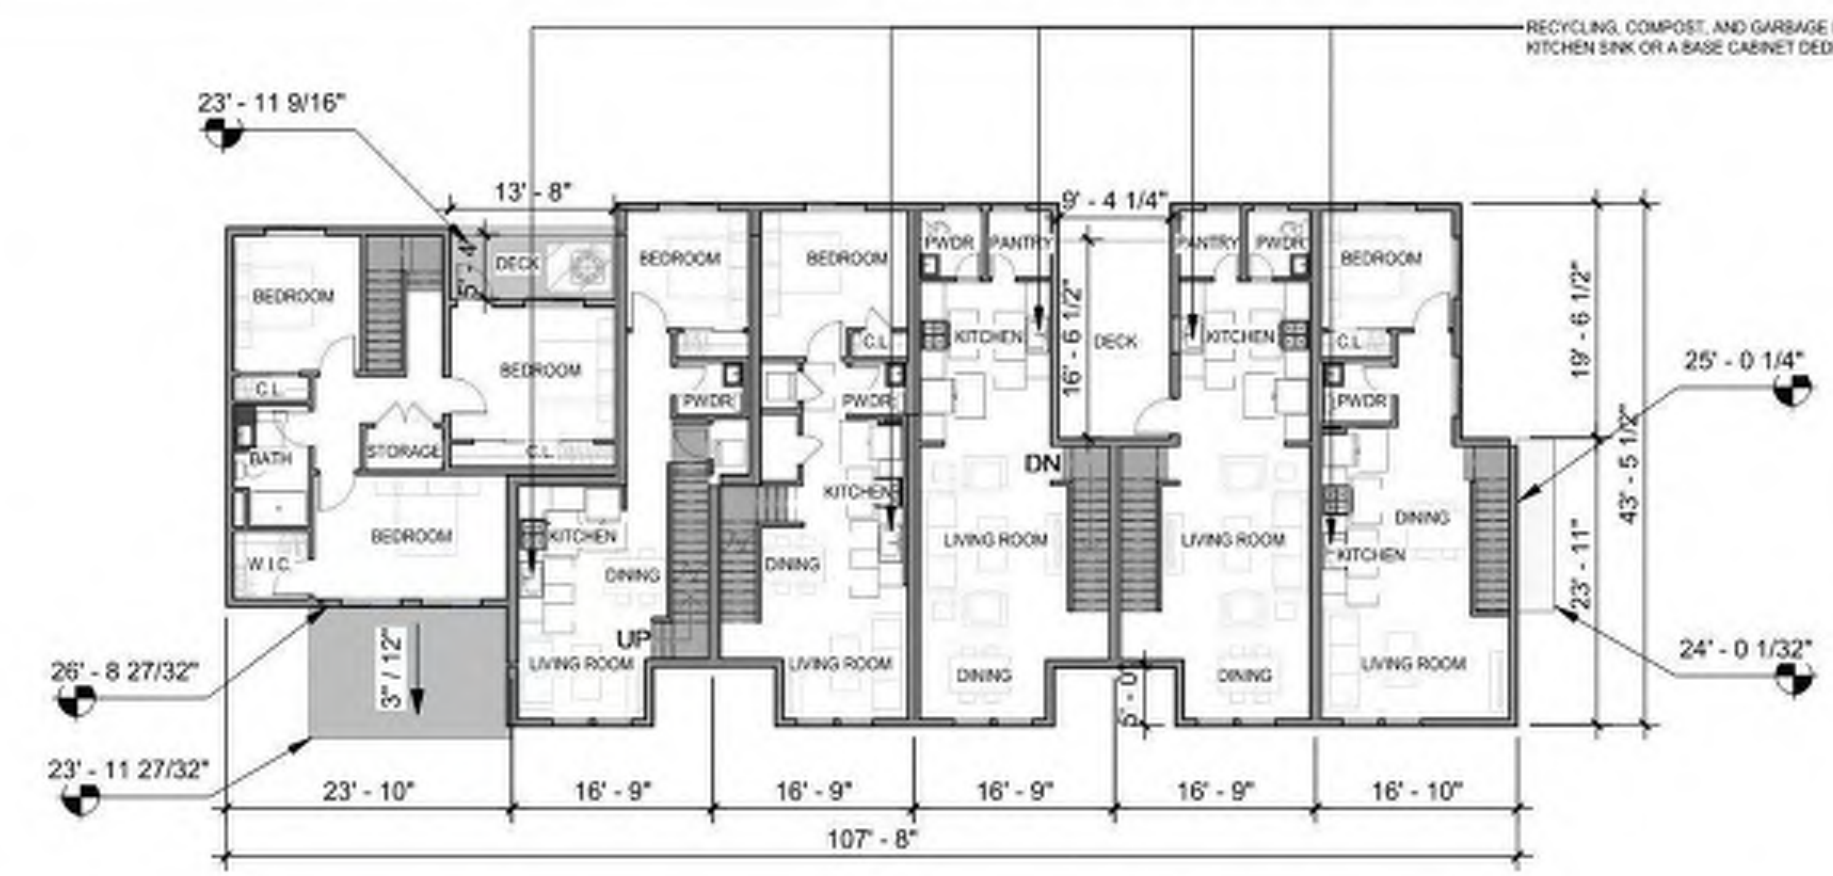 RECYCLING, COMPOST, AND GARBAGE
KITCHEN SINK OR A BASE CABINET DED
23' - 11 9/16"
13' - 8"
9' - 4 1/4"
5' - 4"
DECK
BEDROOM
BEDROOM
PWDR
PANTRY
PANTRY
PWDR
BEDROOM
BEDROOM
KITCHEN
16' - 6 1/2"
DECK
KITCHEN
C.L
C.L
19' - 6 1/2"
25' - 0 1/4"
BEDROOM
C.L.
PWDR
PWDR
PWDR
BATH
STORAGE
C.L.
DN
43' - 5 1/2"
KITCHEN
BEDROOM
KITCHEN
LIVING ROOM
LIVING ROOM
DINING
W.I.C.
DINING
DINING
KITCHEN
23' - 11"
UP
26' - 8 27/32"
3" / 12"
LIVING ROOM
LIVING ROOM
DINING
DINING
LIVING ROOM
24' - 0 1/32"
5' - 0"
23' - 11 27/32"
23' - 10"
16' - 9"
16' - 9"
16' - 9"
16' - 9"
16' - 10"
107' - 8"